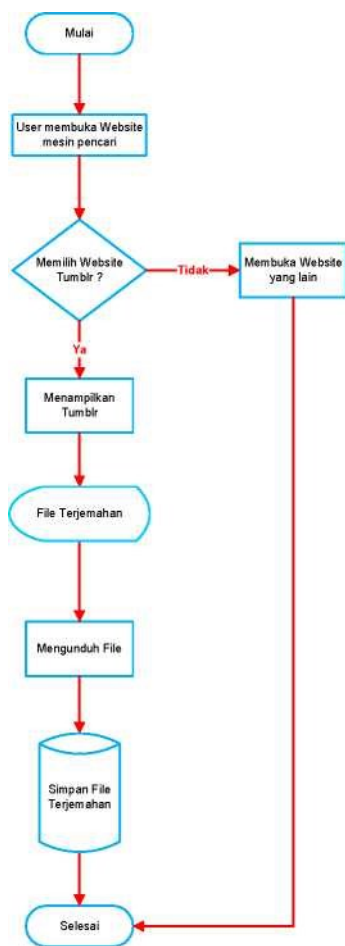 Mulai
User membuka Website
mesin pencari
Memilih Website
Tumblr ?
Tidak
Membuka Website
yang lain
Ya
Menampilkan
Tumblr
File Terjemahan
Mengunduh File
Simpan File
Terjemahan
Selesai